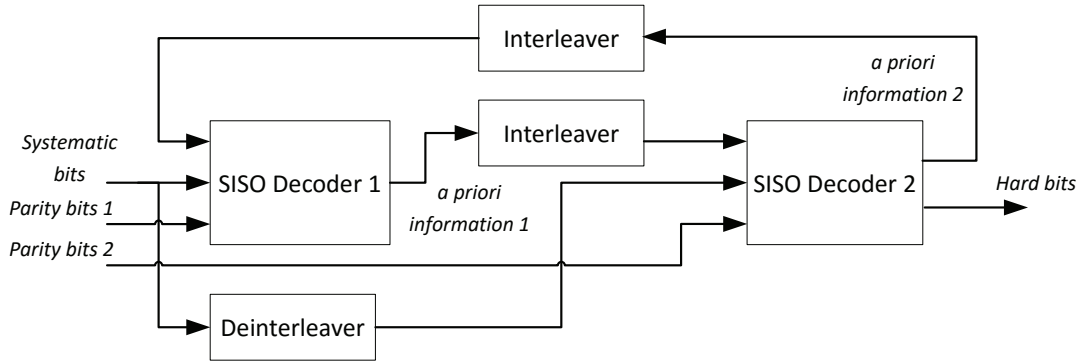 Interleaver
a priori
information 2
Interleaver
Systematic
bits
SISO Decoder 1
SISO Decoder 2
Hard bits
Parity bits 1
a priori
information 1
Parity bits 2
Deinterleaver